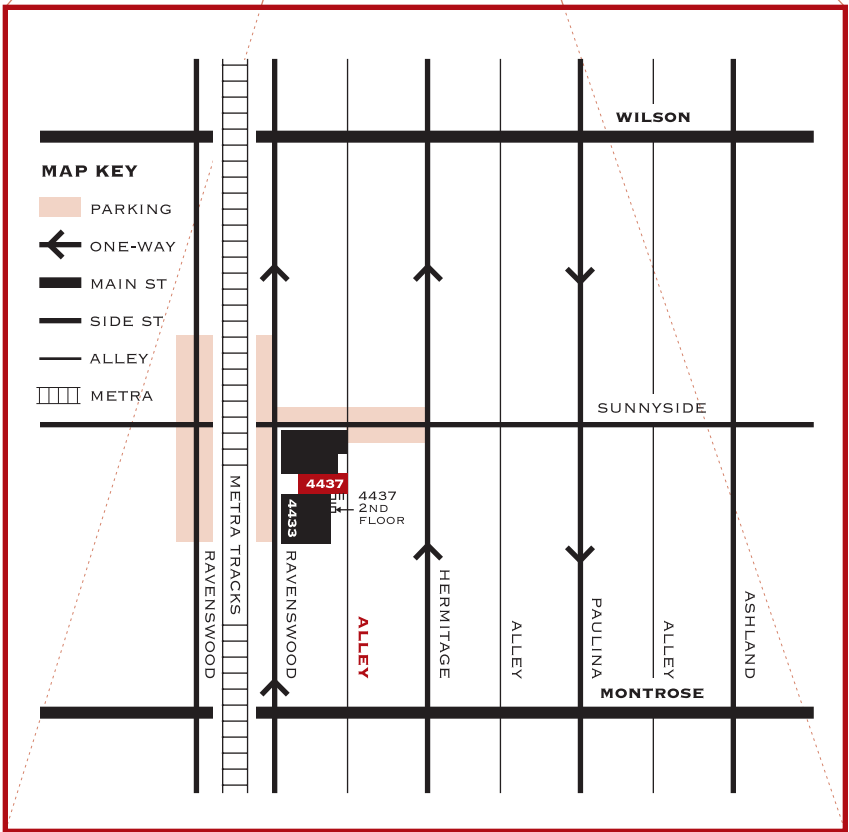 WILSON
MAP KEY
PARKING
ONE-WAY
MAIN ST
SIDE ST
ALLEY
METRA
SUNNYSIDE
4437
4433
4437
2ND
FLOOR
METRA TRACKS
RAVENSWOOD
RAVENSWOOD
ALLEY
HERMITAGE
ALLEY
PAULINA
ALLEY
ASHLAND
MONTROSE